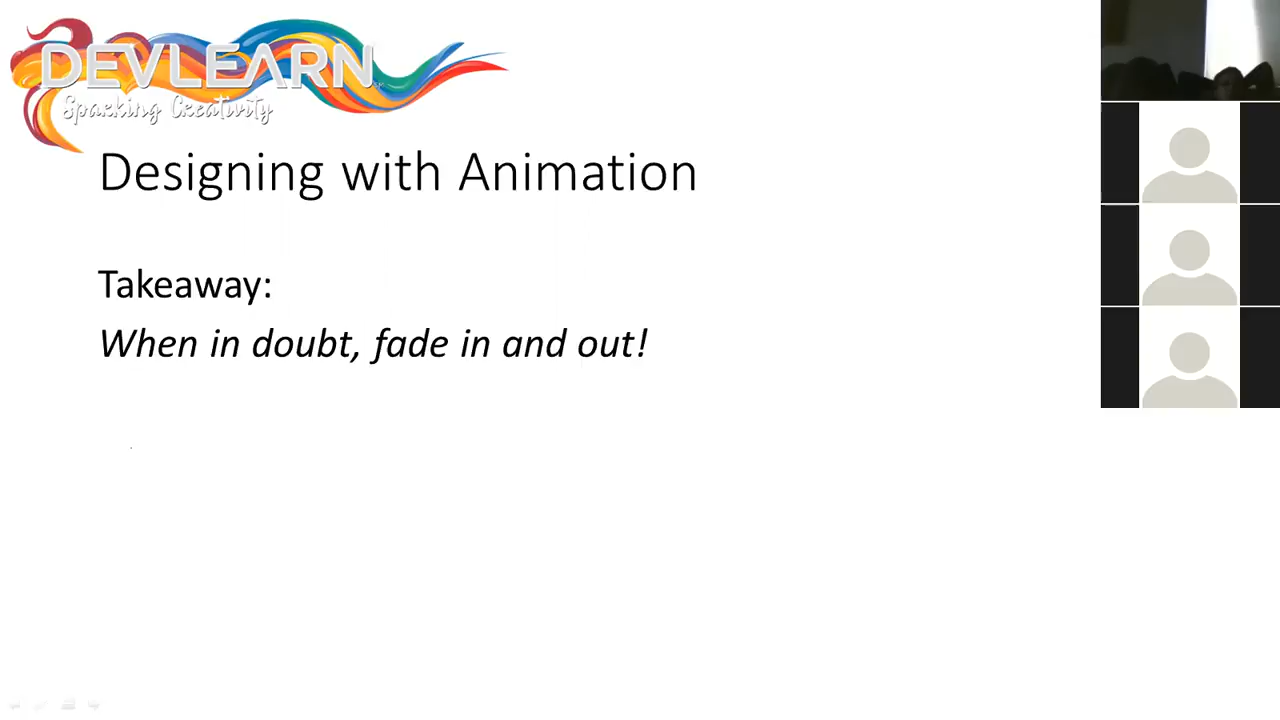 DEVLEARN
Sparking Creativity
Designing with Animation
Takeaway:
When in doubt, fade in and out!